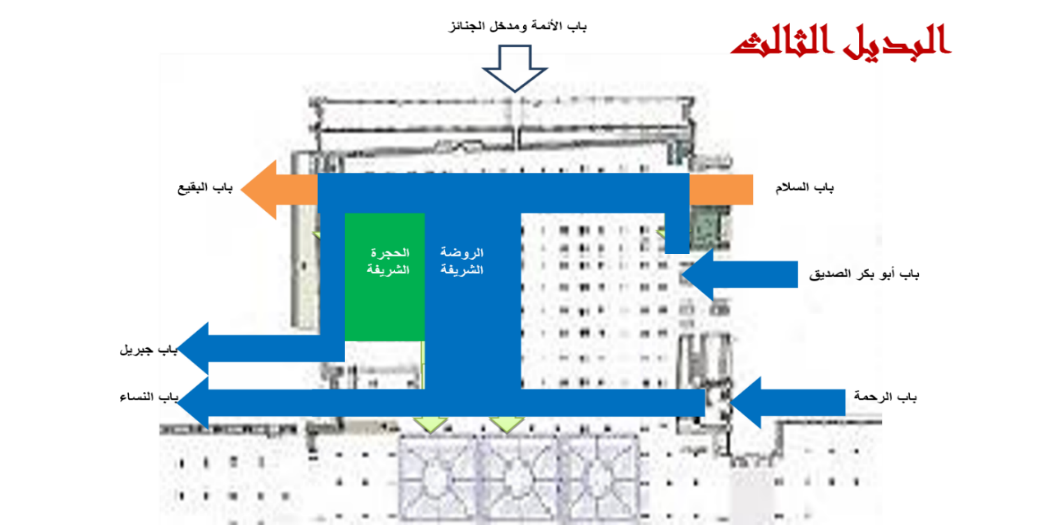 البديل الثالث
باب الأئمة ومدخل الجنائز
باب السلام
باب البقيع
الروضة
الشريفة
الحجرة
الشريفة
باب أبو بكر الصديق
باب جبريل
باب الرحمة
باب النساء